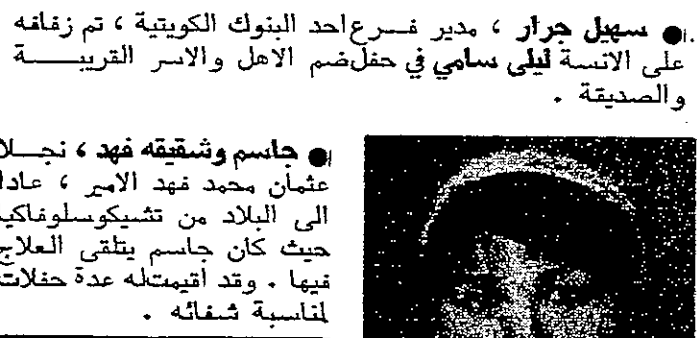 ● سهيل جرار ، مدير فرع احد البنوك الكويتية ، تم زفافه
على الانسة ليلى سامي في حفل ضم الاهل والاسر القريبة
والصديقة .
● جاسم وشقيقه فهد ، نجلا
عثمان محمد فهد الامير ، عادا
الى البلاد من تشيكوسلوفاكيا
حيث كان جاسم يتلقى العلاج
فيها . وقد اقيمت له عدة حفلات
لمناسبة شفائه .